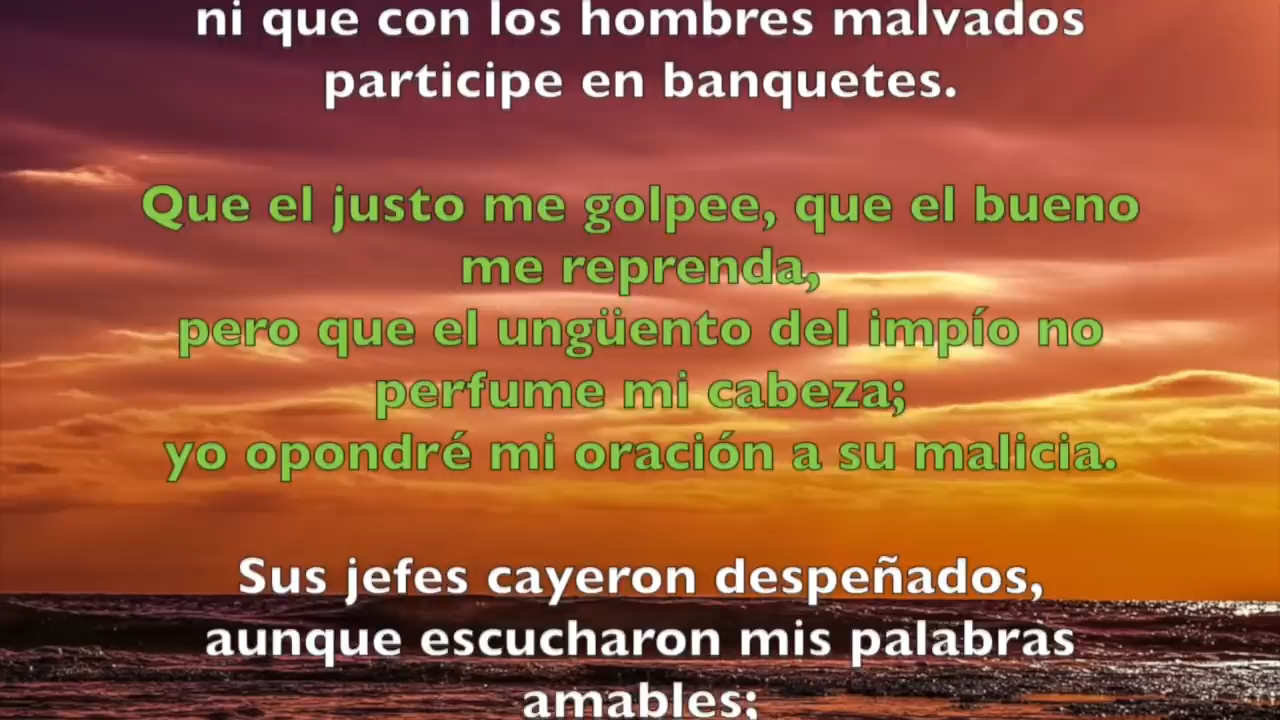 ni que con los hombres malvados
participe en banquetes.
Que el justo me golpee, que el bueno
me reprenda,
pero que el ungüento del impío no
perfume mi cabeza;
yo opondré mi oración a su malicia.
Sus jefes cayeron despeñados,
aunque escucharon mis palabras
amables;